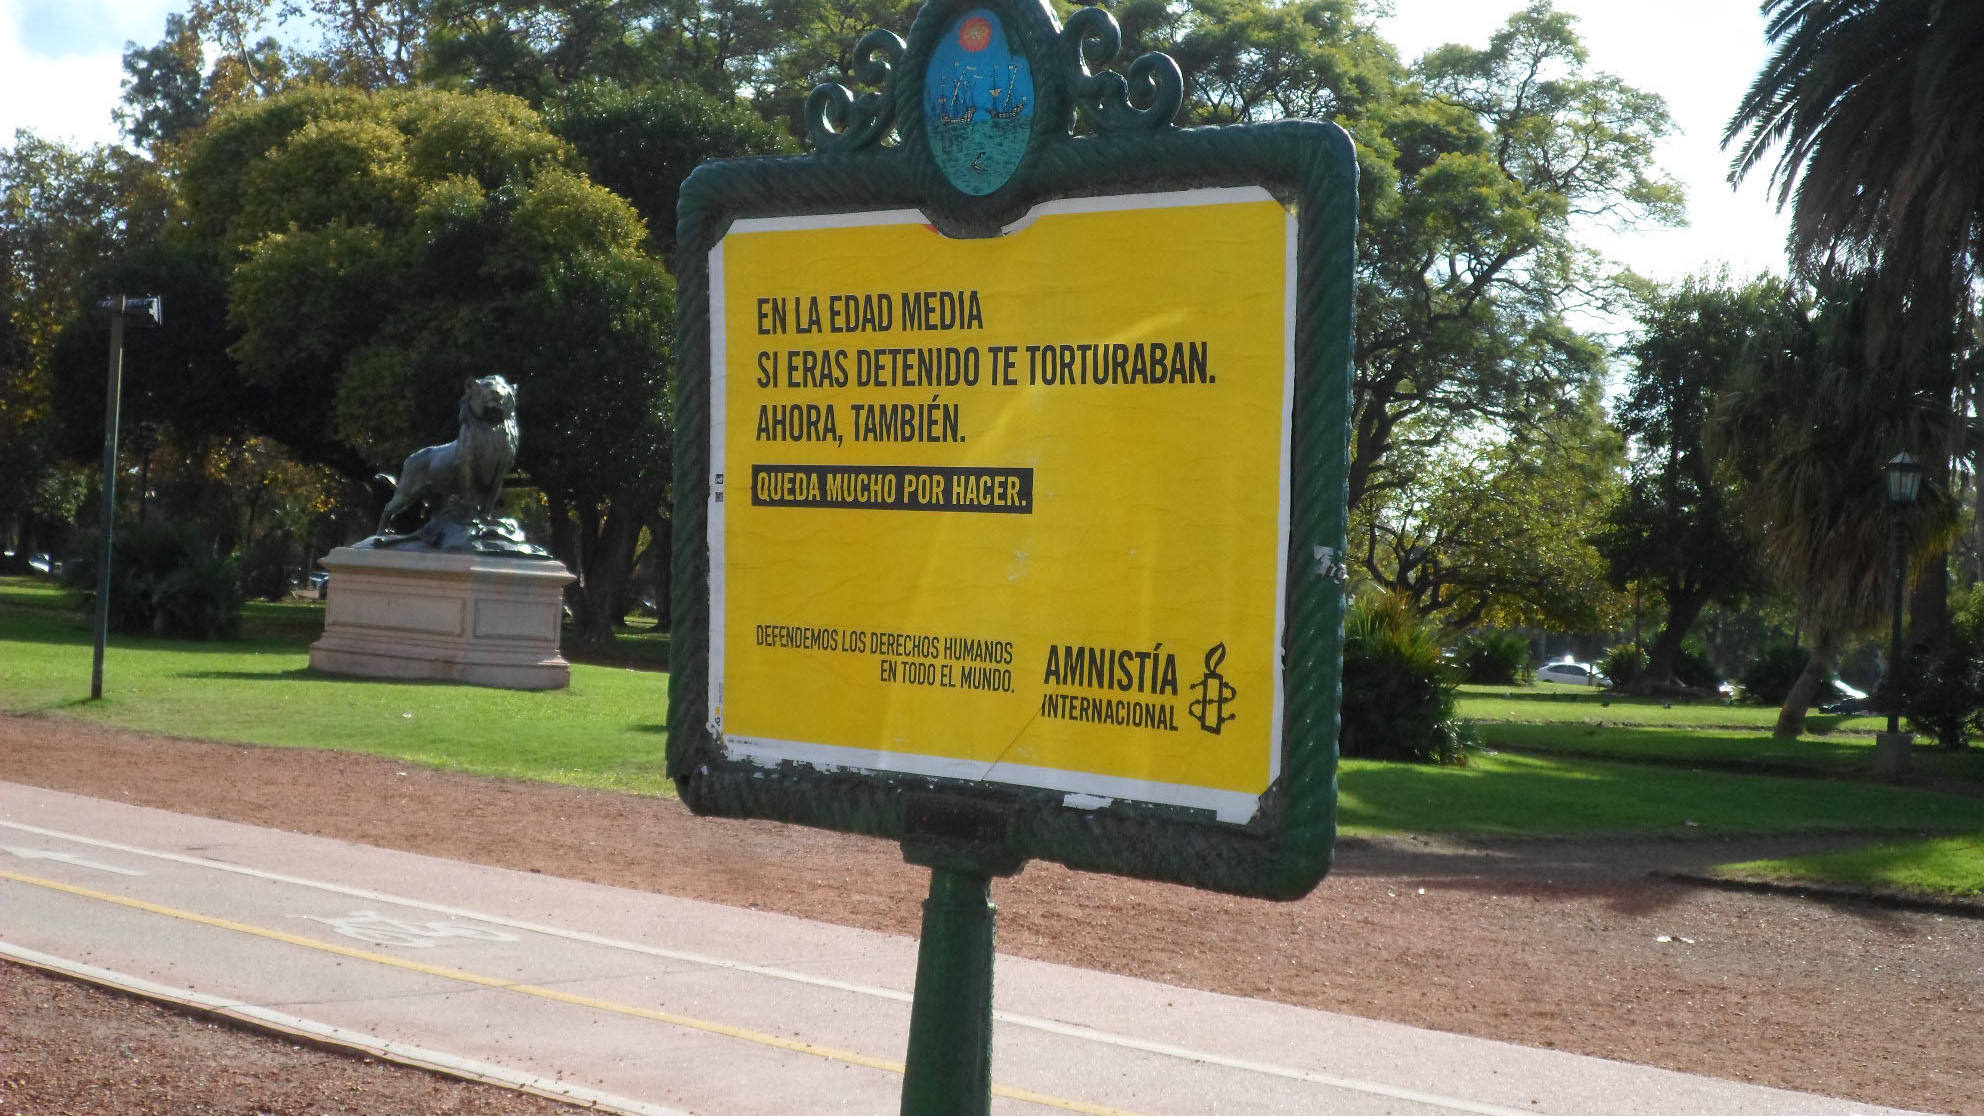 EN LA EDAD MEDIA
SI ERAS DETENIDO TE TORTURABAN.
AHORA, TAMBIÉN.
QUEDA MUCHO POR HACER.
DEFENDEMOS LOS DERECHOS HUMANOS
EN TODO EL MUNDO.
AMNISTÍA
INTERNACIONAL